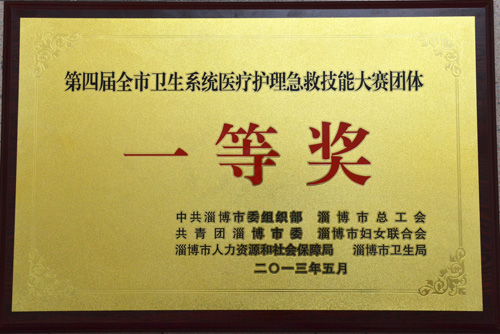 第四届全市卫生系统医疗护理急救技能大赛团体
一等奖
中共淄博市委组织部 淄博市总工会
共青团淄博市委 淄博市妇女联合会
淄博市人力资源和社会保障局 淄博市卫生局
二〇一三年五月